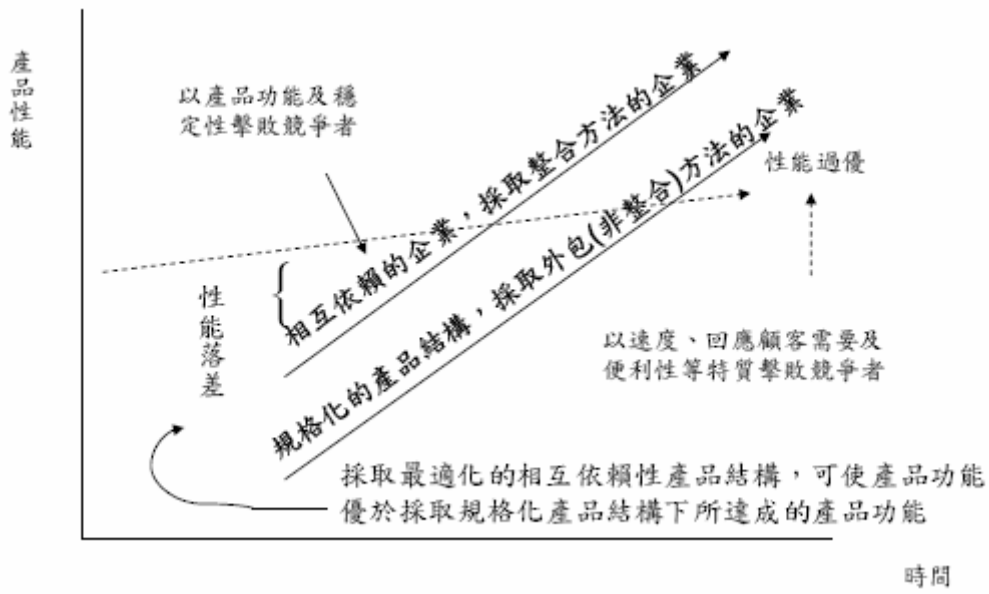 產品性能
以產品功能及穩
定性擊敗競爭者
相互依賴的企業，採取整合方法的企業
規格化的產品結構，採取外包(非整合)方法的企業
性能過優
性能落差
以速度、回應顧客需要及
便利性等特質擊敗競爭者
採取最適化的相互依賴性產品結構，可使產品功能
優於採取規格化產品結構下所達成的產品功能
時間